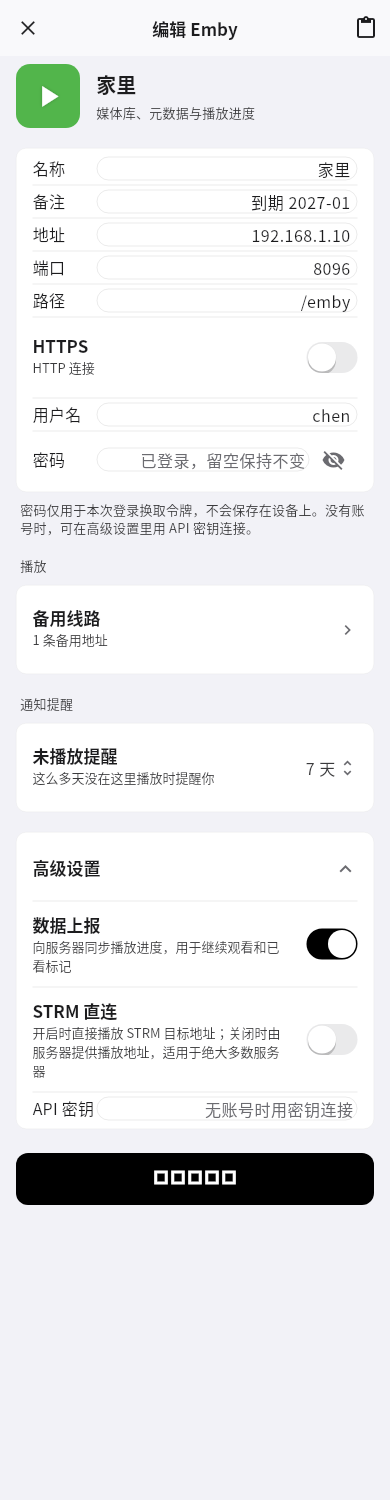 编辑 Emby
家里
媒体库、元数据与播放进度
名称
家里
备注
到期 2027-01
地址
192.168.1.10
端口
8096
路径
/emby
HTTPS
HTTP 连接
用户名
chen
密码
已登录，留空保持不变
密码仅用于本次登录换取令牌，不会保存在设备上。没有账
号时，可在高级设置里用 API 密钥连接。
播放
备用线路
1 条备用地址
通知提醒
未播放提醒
这么多天没在这里播放时提醒你
7 天
高级设置
数据上报
向服务器同步播放进度，用于继续观看和已
看标记
STRM 直连
开启时直接播放 STRM 目标地址；关闭时由
服务器提供播放地址，适用于绝大多数服务
器
API 密钥
无账号时用密钥连接